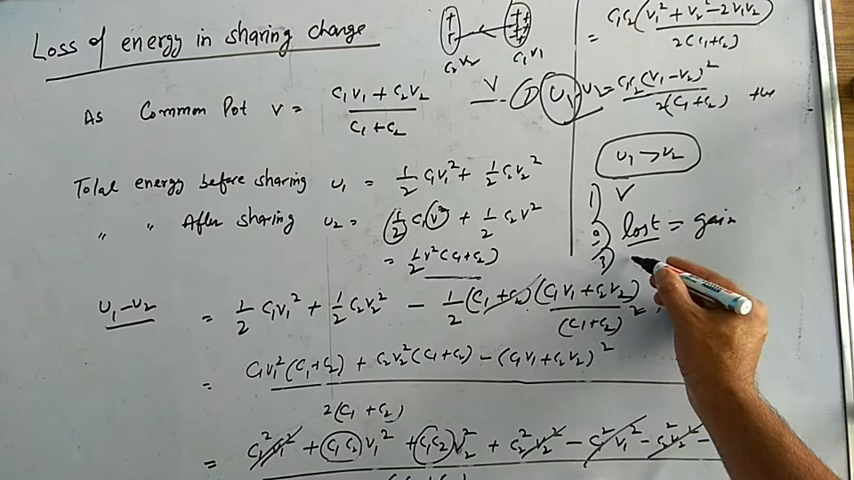 Loss of energy in sharing charge
+ +
C₂V₂ C₁V₁
As Common Pot V = (C₁V₁ + C₂V₂)/(C₁ + C₂) V - ①
Total energy before sharing U₁ = 1/2 C₁V₁² + 1/2 C₂V₂²
" " After sharing U₂ = 1/2 C₁V² + 1/2 C₂V²
= 1/2 V² (C₁ + C₂)
U₁ - U₂ = 1/2 C₁V₁² + 1/2 C₂V₂² - 1/2 (C₁ + C₂) · (C₁V₁ + C₂V₂)/(C₁ + C₂)²
= (C₁V₁² (C₁ + C₂) + C₂V₂² (C₁ + C₂) - (C₁V₁ + C₂V₂)²)/(2(C₁ + C₂))
= C₁²V₁² + C₁C₂V₁² + C₁C₂V₂² + C₂²V₂² - C₁²V₁² - C₂²V₂² -
= C₁C₂ (V₁² + V₂² - 2V₁V₂)/(2(C₁ + C₂))
U₁ - U₂ = C₁C₂ (V₁ - V₂)²/(2(C₁ + C₂)) +ve
U₁ > U₂
1) V
2) lost = gain
3)